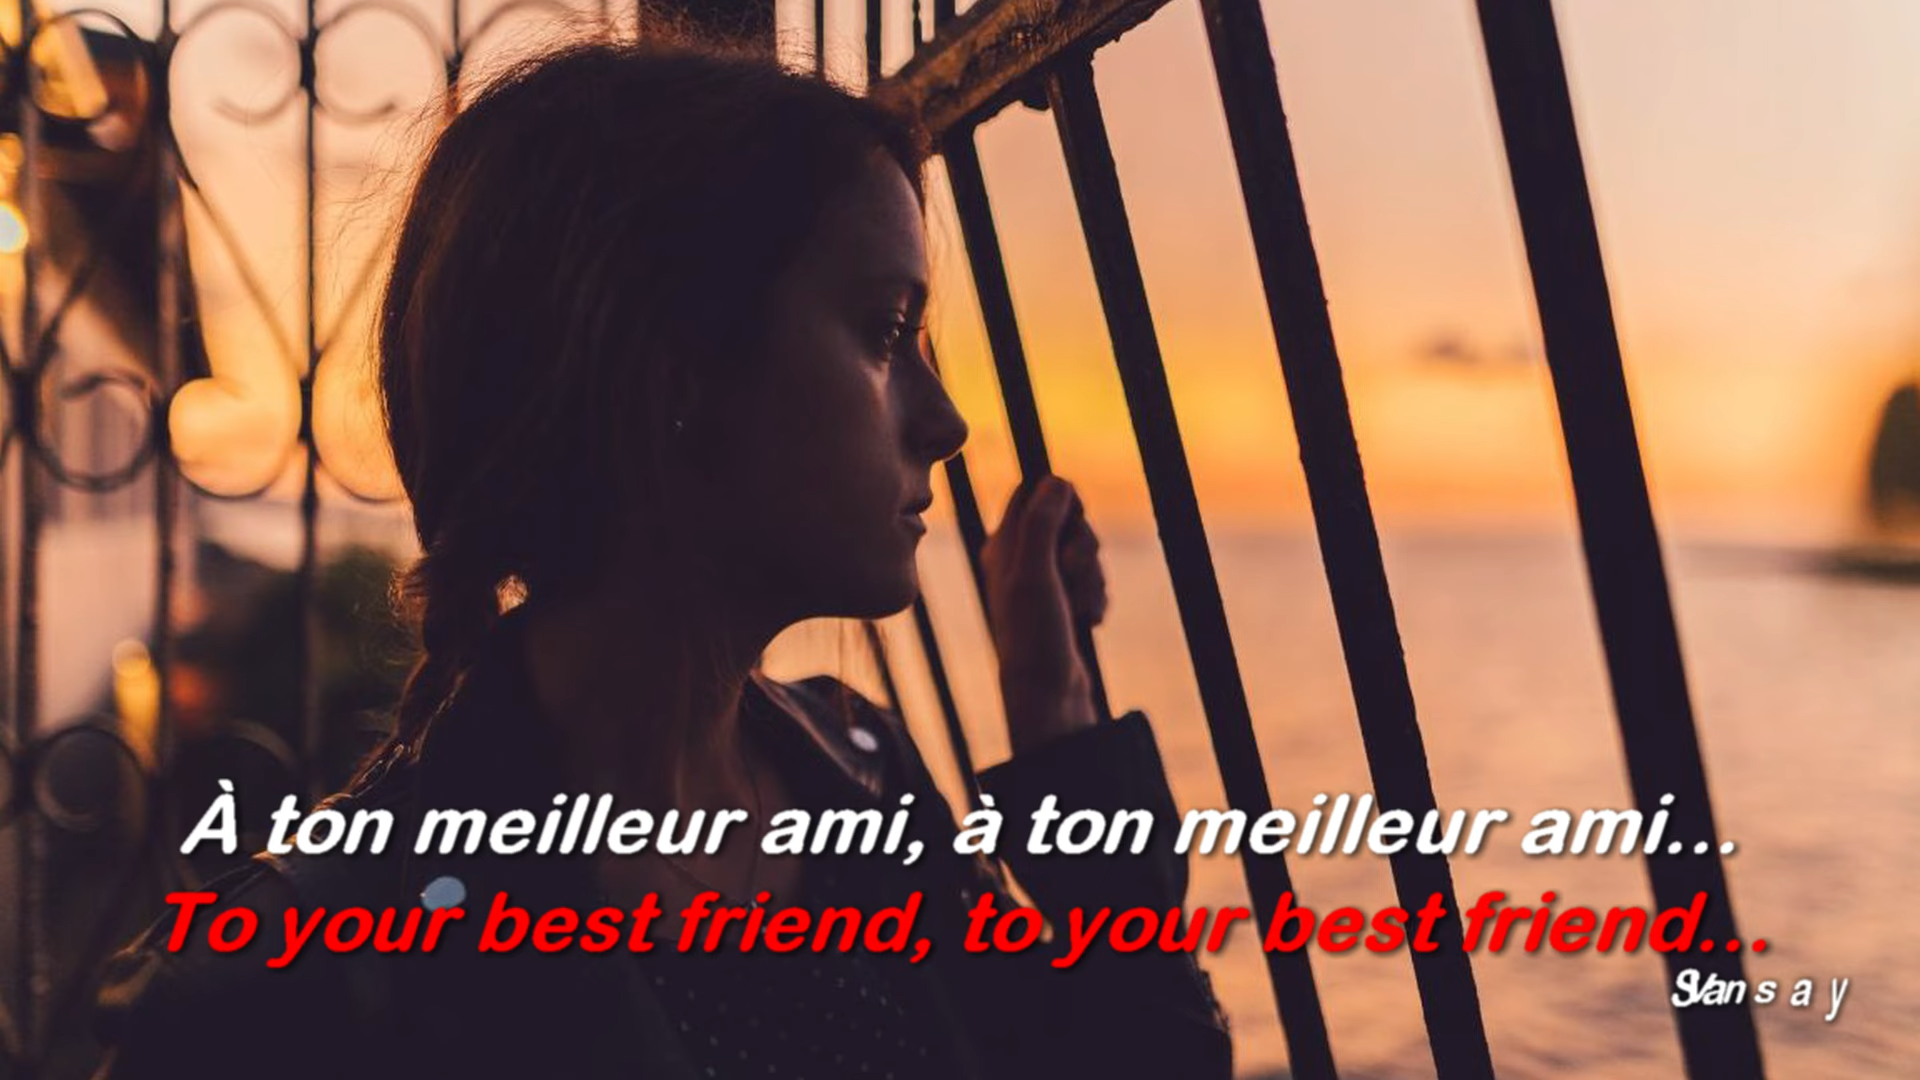 À ton meilleur ami, à ton meilleur ami...
To your best friend, to your best friend...